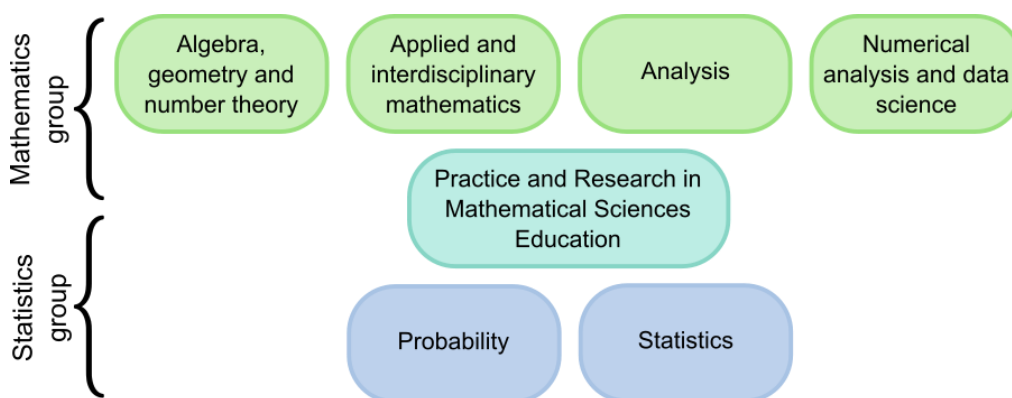 Mathematics
group
Algebra,
geometry and
number theory
Applied and
interdisciplinary
mathematics
Analysis
Numerical
analysis and data
science
Practice and Research in
Mathematical Sciences
Education
Statistics
group
Probability
Statistics